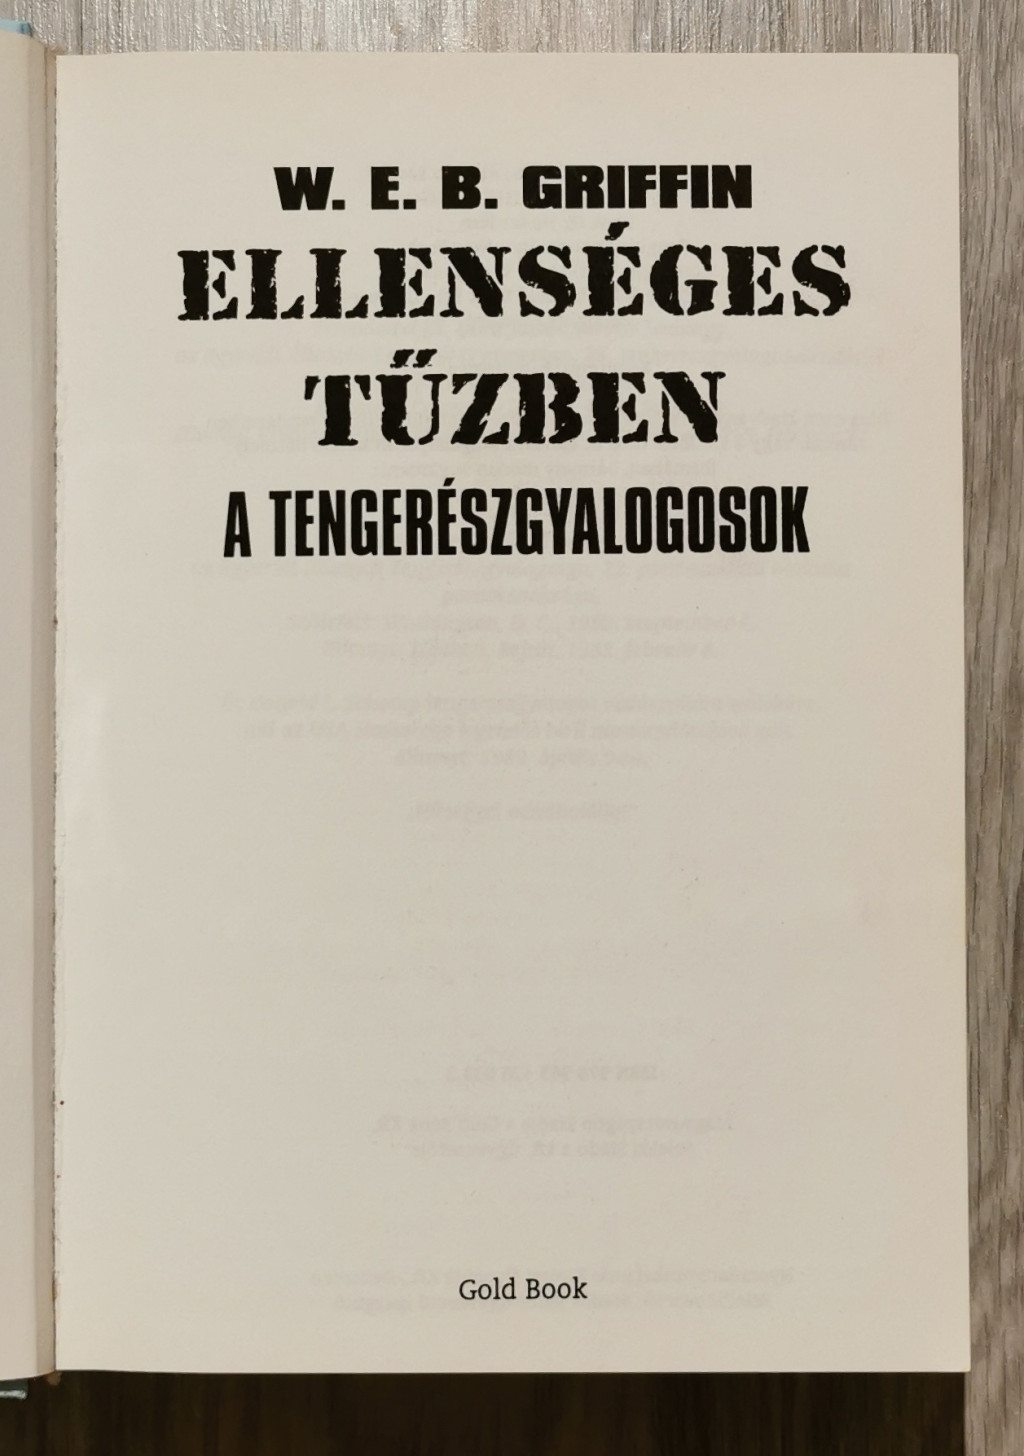 W. E. B. GRIFFIN
ELLENSÉGES
TŰZBEN
A TENGERÉSZGYALOGOSOK
Gold Book